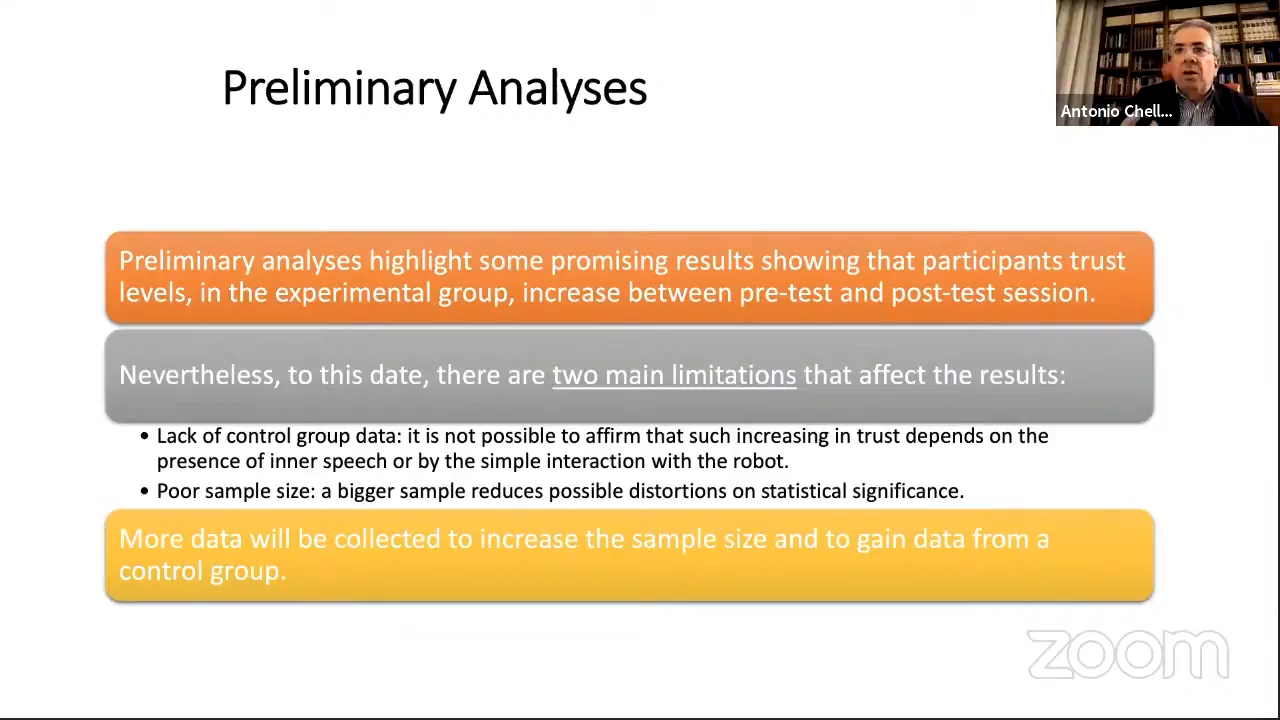 Preliminary Analyses
Antonio Chell...
Preliminary analyses highlight some promising results showing that participants trust
levels, in the experimental group, increase between pre-test and post-test session.
Nevertheless, to this date, there are two main limitations that affect the results:
• Lack of control group data: it is not possible to affirm that such increasing in trust depends on the
presence of inner speech or by the simple interaction with the robot.
• Poor sample size: a bigger sample reduces possible distortions on statistical significance.
More data will be collected to increase the sample size and to gain data from a
control group.
zoom